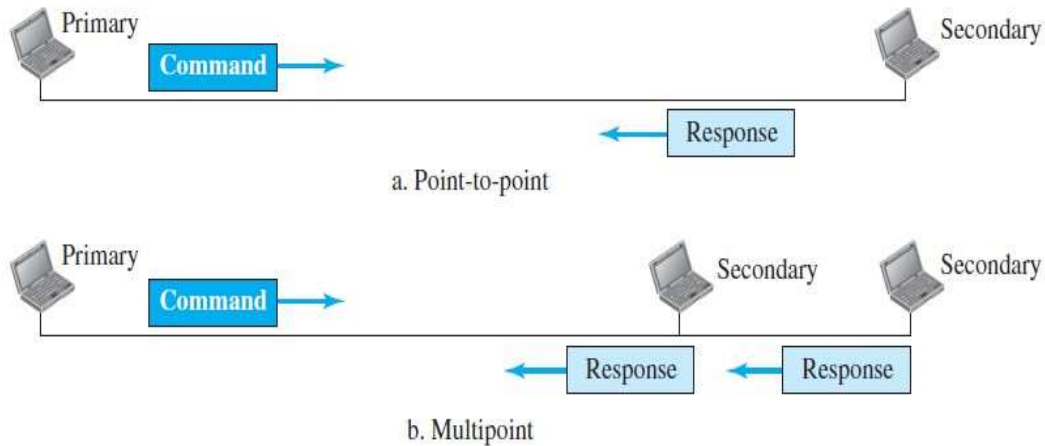 Primary
Secondary
Command
Response
a. Point-to-point
Primary
Secondary
Secondary
Command
Response
Response
b. Multipoint